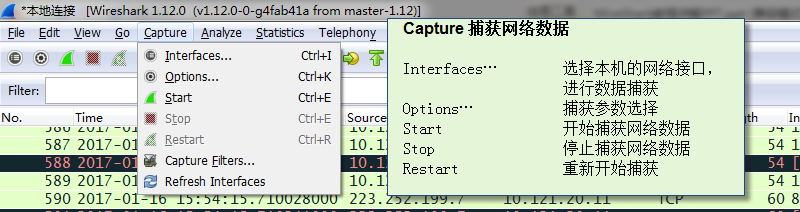 *本地连接 [Wireshark 1.12.0 (v1.12.0-0-g4fab41a from master-1.12)]
File Edit View Go Capture Analyze Statistics Telephony
Filter:
Interfaces... Ctrl+I
Options... Ctrl+K
Start Ctrl+E
Stop Ctrl+E
Restart Ctrl+R
Capture Filters...
Refresh Interfaces
Capture 捕获网络数据
Interfaces… 选择本机的网络接口，
进行数据捕获
Options… 捕获参数选择
Start 开始捕获网络数据
Stop 停止捕获网络数据
Restart 重新开始捕获
No. Time Source
586 2017-01
587 2017-01 10.12 54 1
588 2017-01 10.12 54 [
589 2017-01 10.12 54 1
590 2017-01-16 15:54:15.710028000 223.252.199.7 10.121.20.11 TCP 60 8